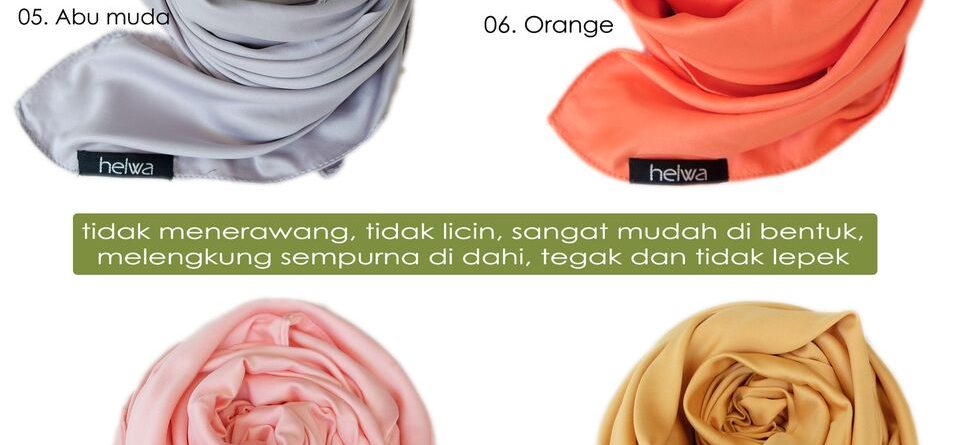 05. Abu muda
06. Orange
helwa
helwa
tidak menerawang, tidak licin, sangat mudah di bentuk,
melengkung sempurna di dahi, tegak dan tidak lepek